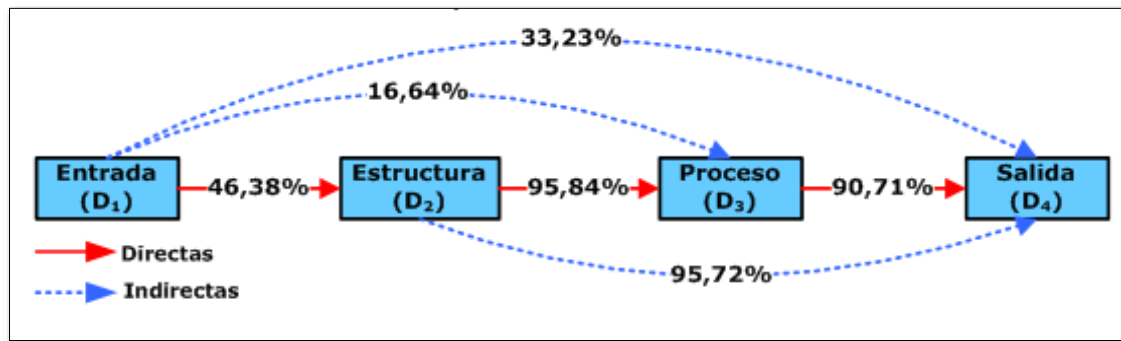 33,23%
16,64%
Entrada
(D₁)
46,38%
Estructura
(D₂)
95,84%
Proceso
(D₃)
90,71%
Salida
(D₄)
Directas
95,72%
Indirectas